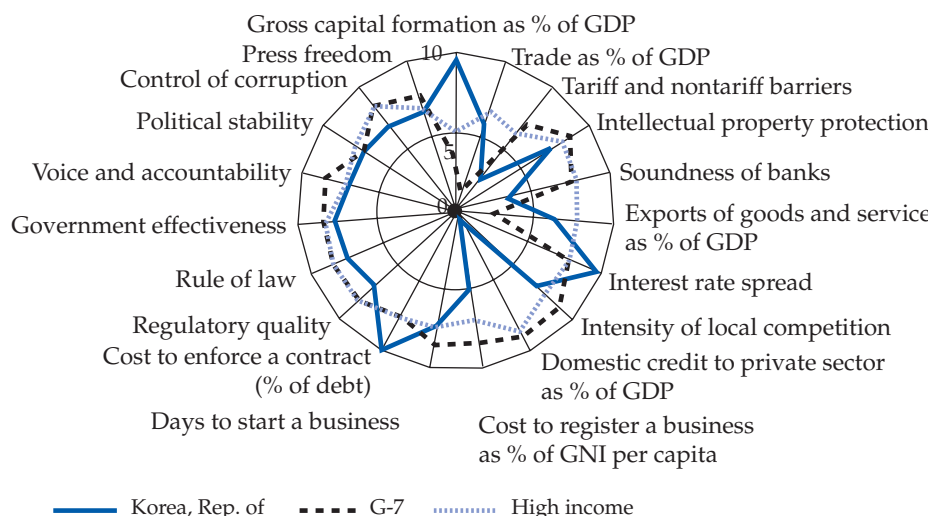 Gross capital formation as % of GDP
Press freedom
10
Trade as % of GDP
Control of corruption
Tariff and nontariff barriers
Political stability
Intellectual property protection
5
Voice and accountability
Soundness of banks
0
Government effectiveness
Exports of goods and service
as % of GDP
Rule of law
Interest rate spread
Regulatory quality
Intensity of local competition
Cost to enforce a contract
(% of debt)
Domestic credit to private sector
as % of GDP
Days to start a business
Cost to register a business
as % of GNI per capita
Korea, Rep. of G-7 High income